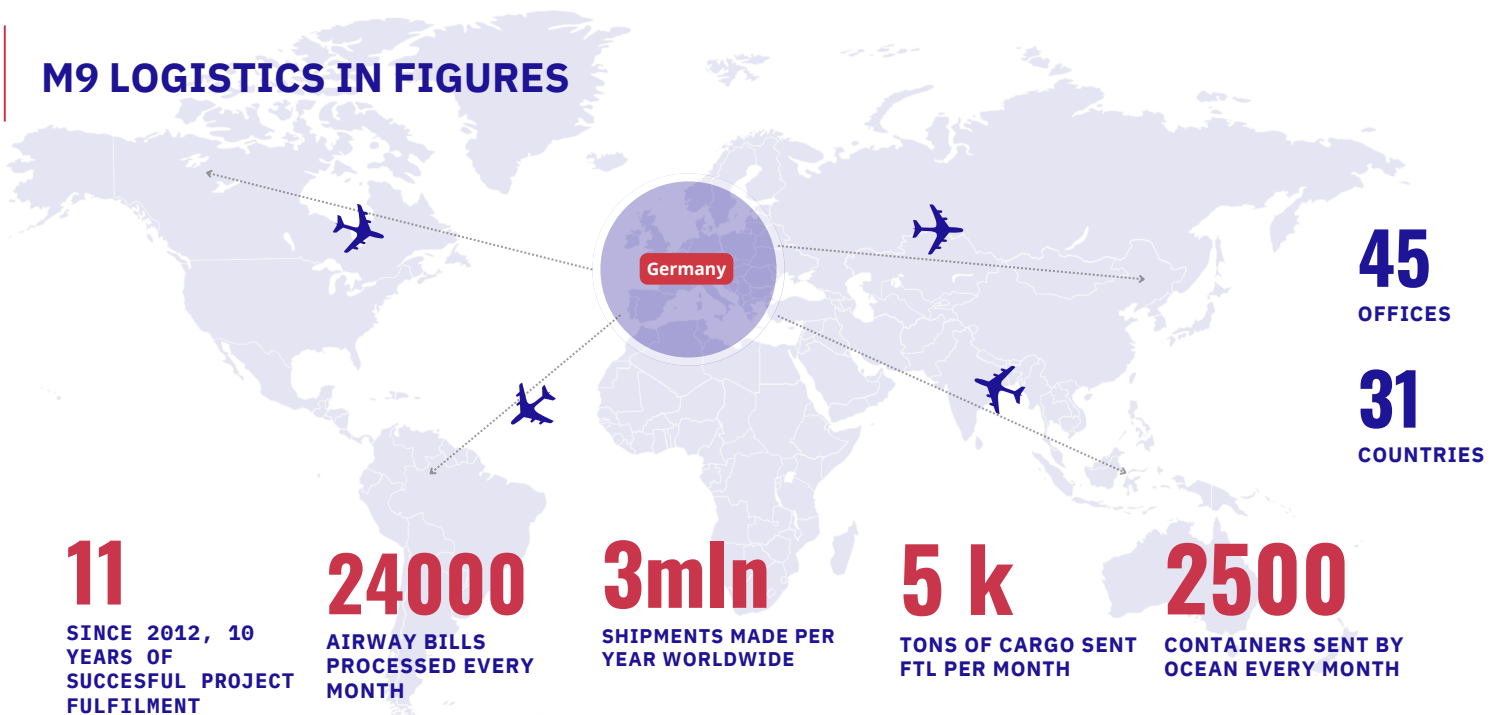 M9 LOGISTICS IN FIGURES
Germany
45
OFFICES
31
COUNTRIES
11
SINCE 2012, 10
YEARS OF
SUCCESFUL PROJECT
FULFILMENT
24000
AIRWAY BILLS
PROCESSED EVERY
MONTH
3mln
SHIPMENTS MADE PER
YEAR WORLDWIDE
5 k
TONS OF CARGO SENT
FTL PER MONTH
2500
CONTAINERS SENT BY
OCEAN EVERY MONTH